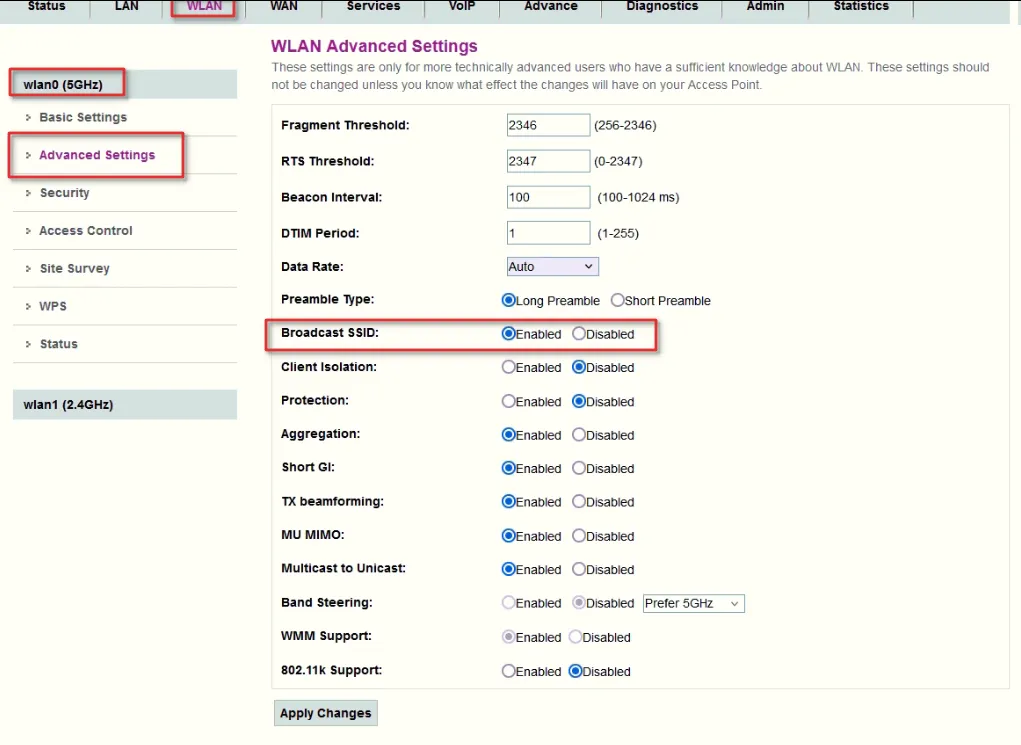 Status LAN WLAN WAN Services VoIP Advance Diagnostics Admin Statistics
WLAN Advanced Settings
These settings are only for more technically advanced users who have a sufficient knowledge about WLAN. These settings should
not be changed unless you know what effect the changes will have on your Access Point.
wlan0 (5GHz)
Basic Settings
Advanced Settings
Security
Access Control
Site Survey
WPS
Status
wlan1 (2.4GHz)
Fragment Threshold: 2346 (256-2346)
RTS Threshold: 2347 (0-2347)
Beacon Interval: 100 (100-1024 ms)
DTIM Period: 1 (1-255)
Data Rate: Auto
Preamble Type: Long Preamble Short Preamble
Broadcast SSID: Enabled Disabled
Client Isolation: Enabled Disabled
Protection: Enabled Disabled
Aggregation: Enabled Disabled
Short GI: Enabled Disabled
TX beamforming: Enabled Disabled
MU MIMO: Enabled Disabled
Multicast to Unicast: Enabled Disabled
Band Steering: Enabled Disabled Prefer 5GHz
WMM Support: Enabled Disabled
802.11k Support: Enabled Disabled
Apply Changes